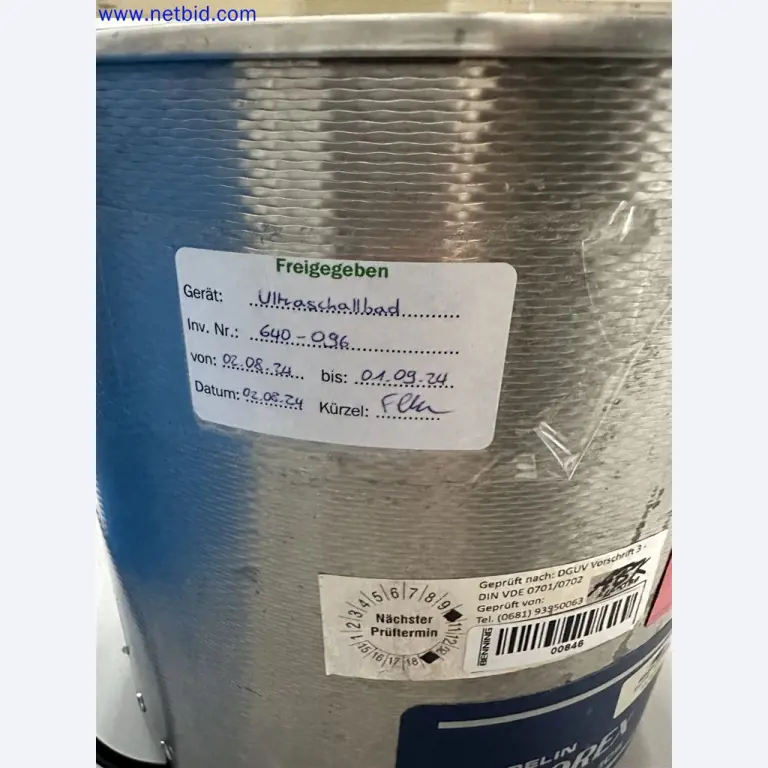 www.netbid.com
Freigegeben
Gerät: Ultraschallbad
Inv. Nr.: 640-096
von: 02.08.24 bis: 01.09.24
Datum: 02.08.24 Kürzel:
Geprüft nach: DGUV Vorschrift 3 -
DIN VDE 0701/0702
Geprüft von:
Tel. (0681) 93350063
1 2 3 4 5 6 7 8 9 11 12
Nächster
Prüftermin
15 16 17 18 20
BENNING
00846
DELIN
OREX